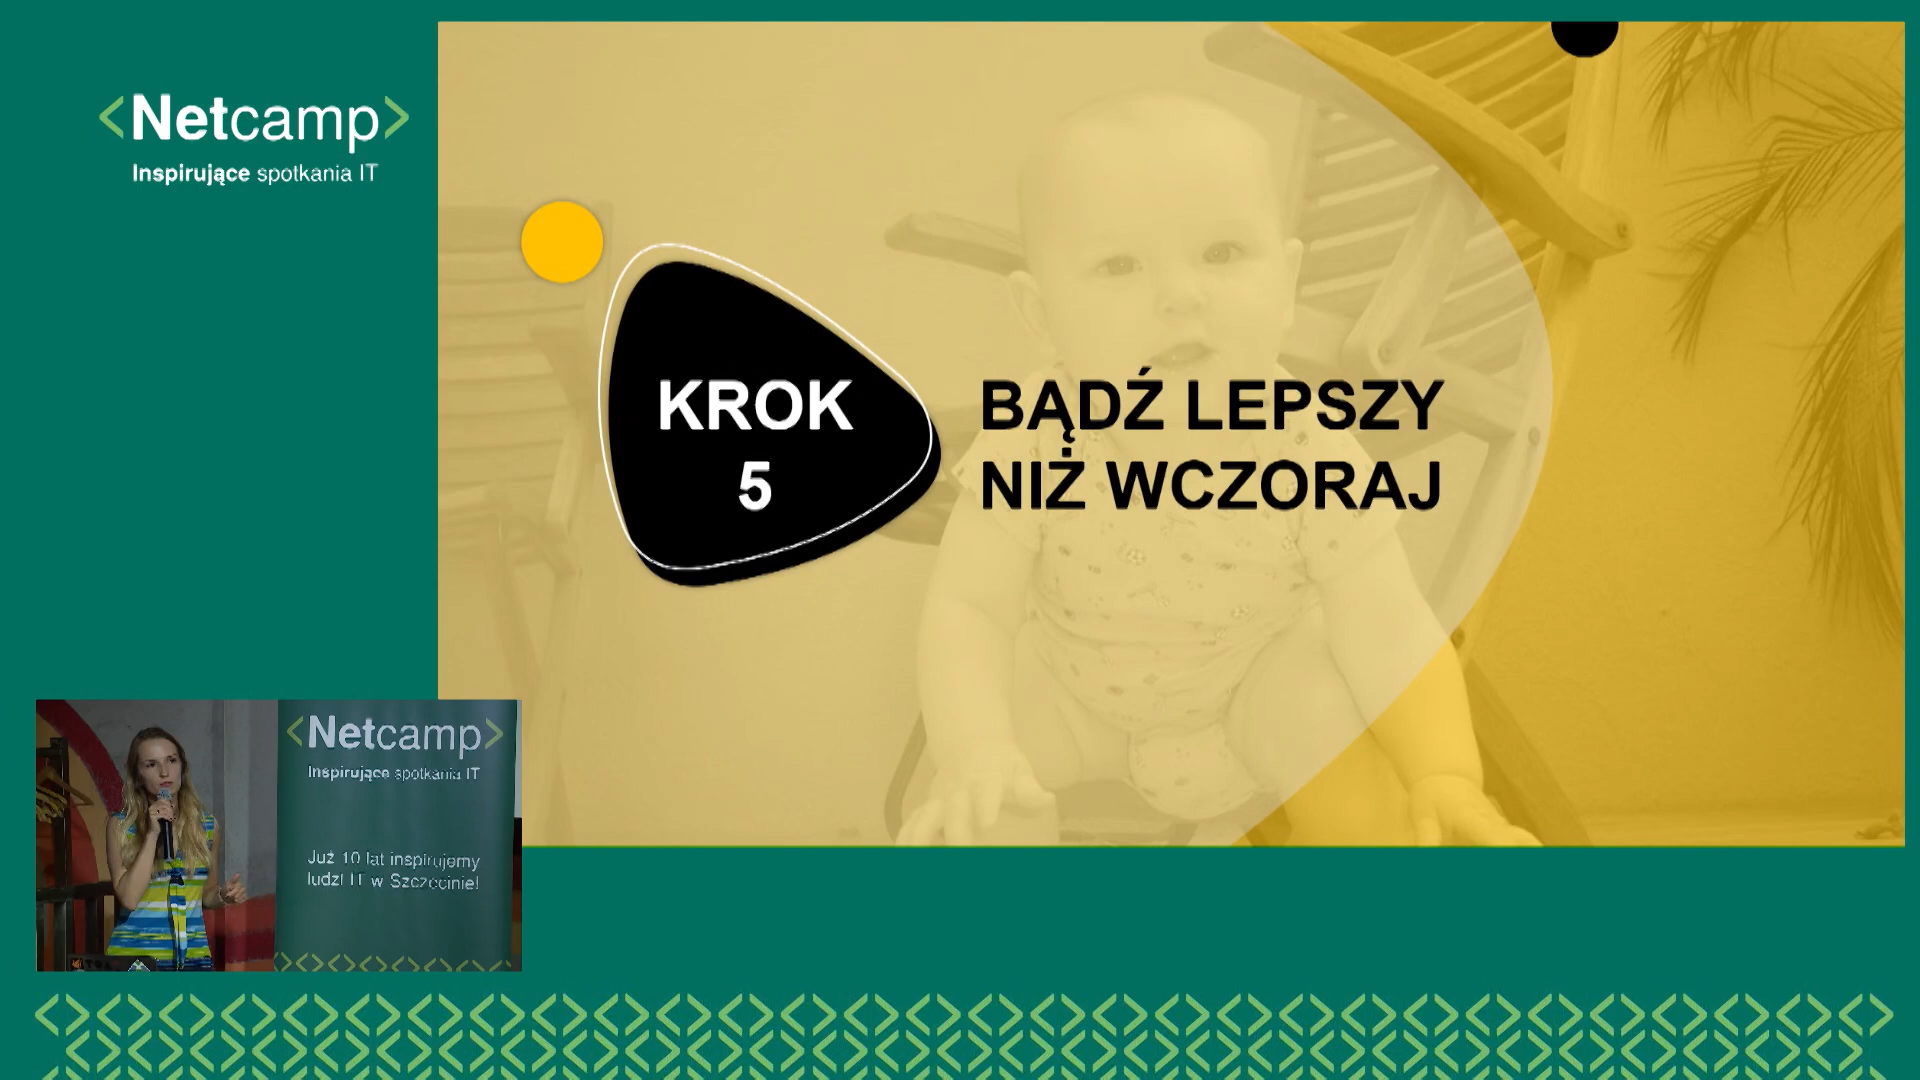 <Netcamp>
Inspirujące spotkania IT
KROK
5
BĄDŹ LEPSZY
NIŻ WCZORAJ
<Netcamp>
Inspirujące spotkania IT
Już 10 lat inspirujemy
ludzi IT w Szczecinie!